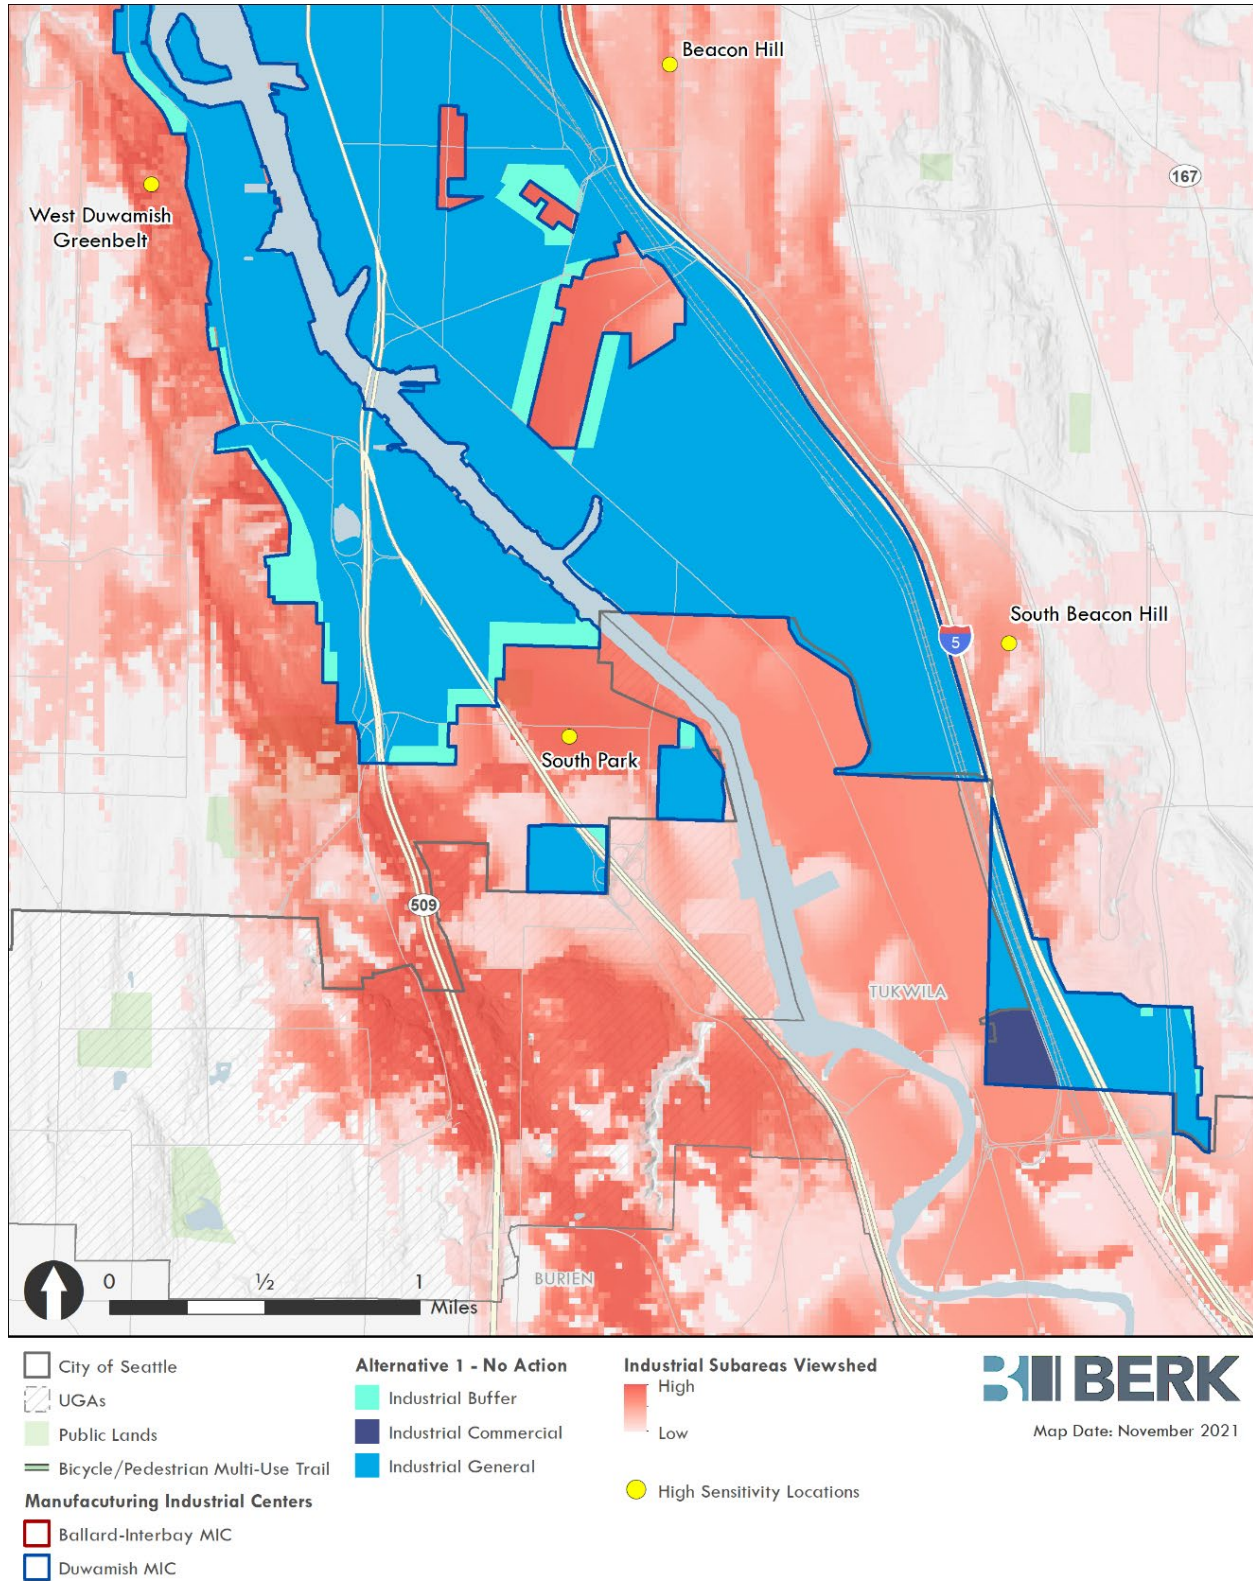 Beacon Hill
167
West Duwamish
Greenbelt
South Beacon Hill
5
South Park
509
TUKWILA
BURIEN
0 ½ 1
Miles
City of Seattle
UGAs
Public Lands
Bicycle/Pedestrian Multi-Use Trail
Manufacuturing Industrial Centers
Ballard-Interbay MIC
Duwamish MIC
Alternative 1 - No Action
Industrial Buffer
Industrial Commercial
Industrial General
Industrial Subareas Viewshed
High
Low
High Sensitivity Locations
BERK
Map Date: November 2021